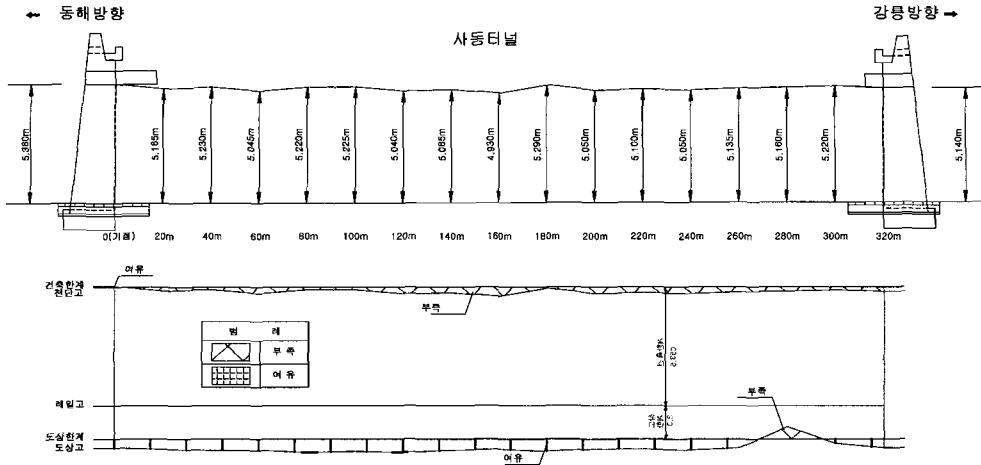 ← 동해방향
강릉방향 →
사동터널
5,380m
5,165m
5,230m
5,045m
5,220m
5,225m
5,040m
5,085m
4,930m
5,290m
5,050m
5,100m
5,050m
5,135m
5,160m
5,220m
5,140m
0(기점) 20m 40m 60m 80m 100m 120m 140m 160m 180m 200m 220m 240m 260m 280m 300m 320m
여유
건축한계
천단고
부족
범 례
부 족
여 유
레일고
부족
도상한계
도상고
여유